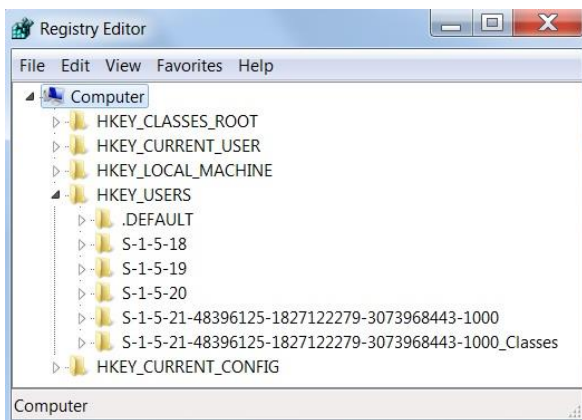 Registry Editor
File Edit View Favorites Help
Computer
HKEY_CLASSES_ROOT
HKEY_CURRENT_USER
HKEY_LOCAL_MACHINE
HKEY_USERS
.DEFAULT
S-1-5-18
S-1-5-19
S-1-5-20
S-1-5-21-48396125-1827122279-3073968443-1000
S-1-5-21-48396125-1827122279-3073968443-1000_Classes
HKEY_CURRENT_CONFIG
Computer